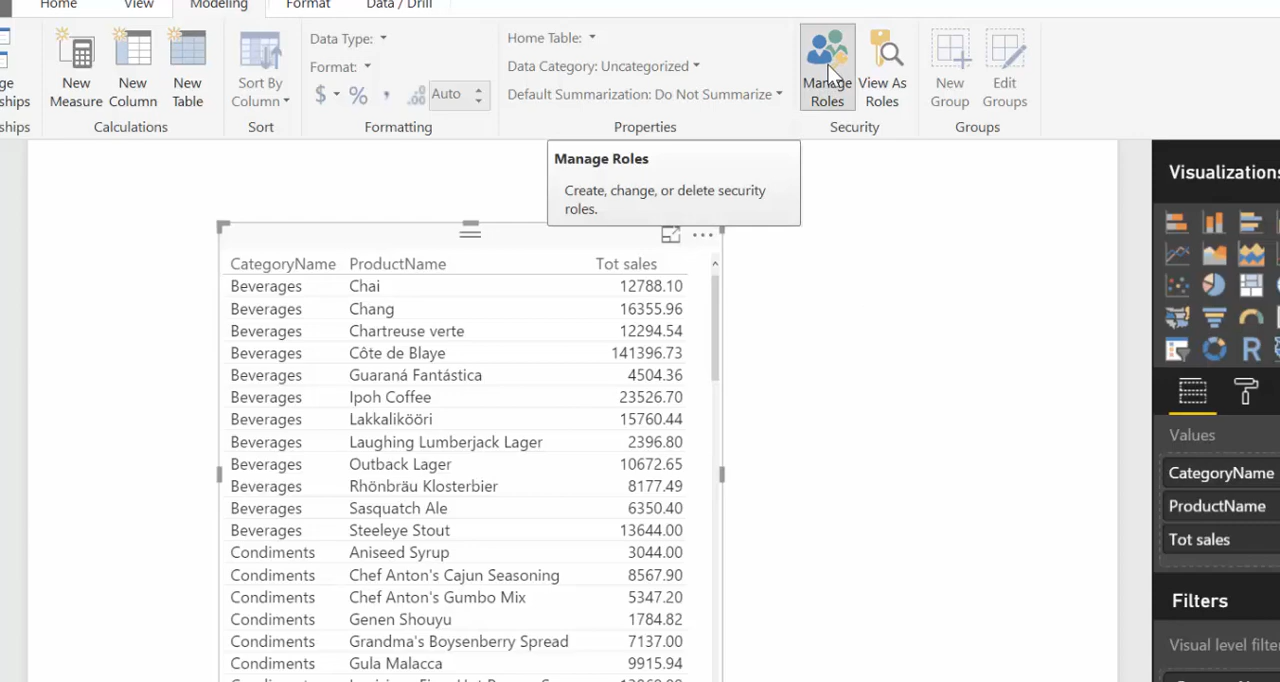 Home View Modeling Format Data / Drill
New Measure
New Column
New Table
Calculations
Sort By Column
Sort
Data Type:
Format:
$ % , Auto
Formatting
Home Table:
Data Category: Uncategorized
Default Summarization: Do Not Summarize
Properties
Manage Roles
View As Roles
Security
New Group
Edit Groups
Groups
Manage Roles
Create, change, or delete security
roles.
CategoryName ProductName Tot sales
Beverages Chai 12788.10
Beverages Chang 16355.96
Beverages Chartreuse verte 12294.54
Beverages Côte de Blaye 141396.73
Beverages Guaraná Fantástica 4504.36
Beverages Ipoh Coffee 23526.70
Beverages Lakkalikööri 15760.44
Beverages Laughing Lumberjack Lager 2396.80
Beverages Outback Lager 10672.65
Beverages Rhönbräu Klosterbier 8177.49
Beverages Sasquatch Ale 6350.40
Beverages Steeleye Stout 13644.00
Condiments Aniseed Syrup 3044.00
Condiments Chef Anton's Cajun Seasoning 8567.90
Condiments Chef Anton's Gumbo Mix 5347.20
Condiments Genen Shouyu 1784.82
Condiments Grandma's Boysenberry Spread 7137.00
Condiments Gula Malacca 9915.94
Visualizations
R
Values
CategoryName
ProductName
Tot sales
Filters
Visual level filte